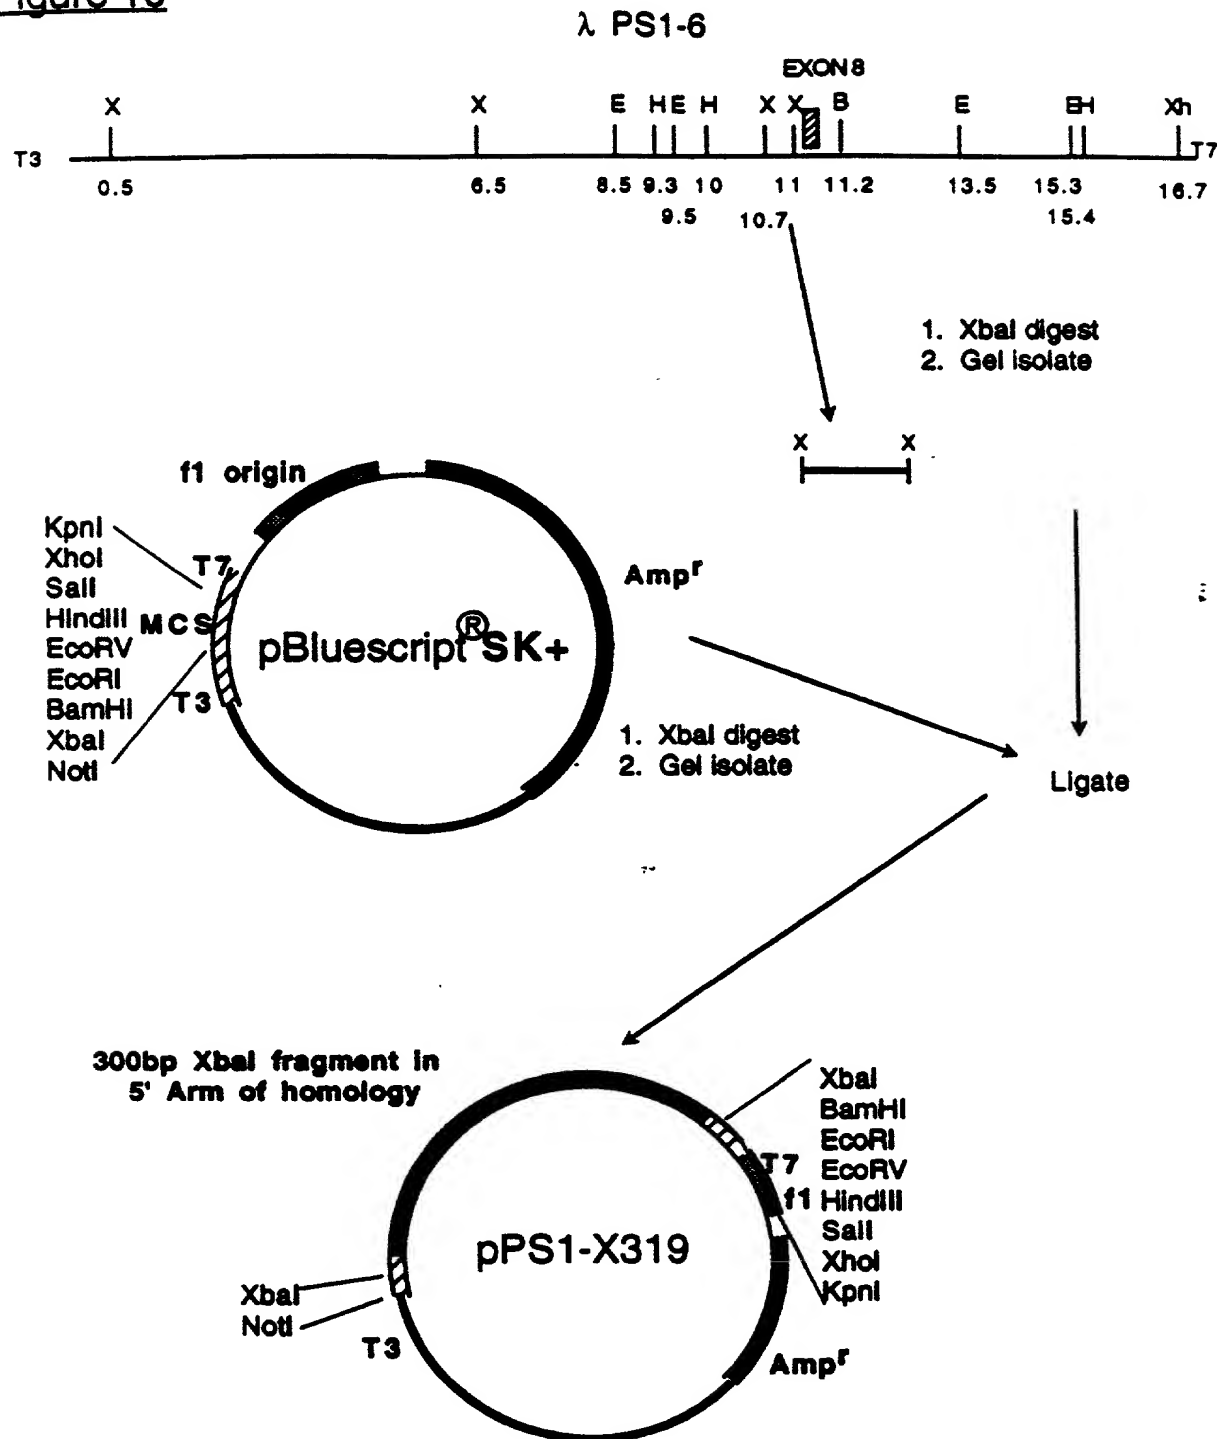 λ PS1-6
EXON 8
X X E H E H X X B E E H Xh
T3 T7
0.5 6.5 8.5 9.3 10 11 11.2 13.5 15.3 16.7
9.5 10.7 15.4
1. XbaI digest
2. Gel isolate
X X
f1 origin
KpnI
XhoI
SalI
HindIII
EcoRV
EcoRI
BamHI
XbaI
NotI
T7
MCS
T3
pBluescript® SK+
Ampr
1. XbaI digest
2. Gel isolate
Ligate
300bp XbaI fragment in
5' Arm of homology
XbaI
BamHI
EcoRI
EcoRV
HindIII
SalI
XhoI
KpnI
T7
f1
pPS1-X319
XbaI
NotI
T3
Ampr